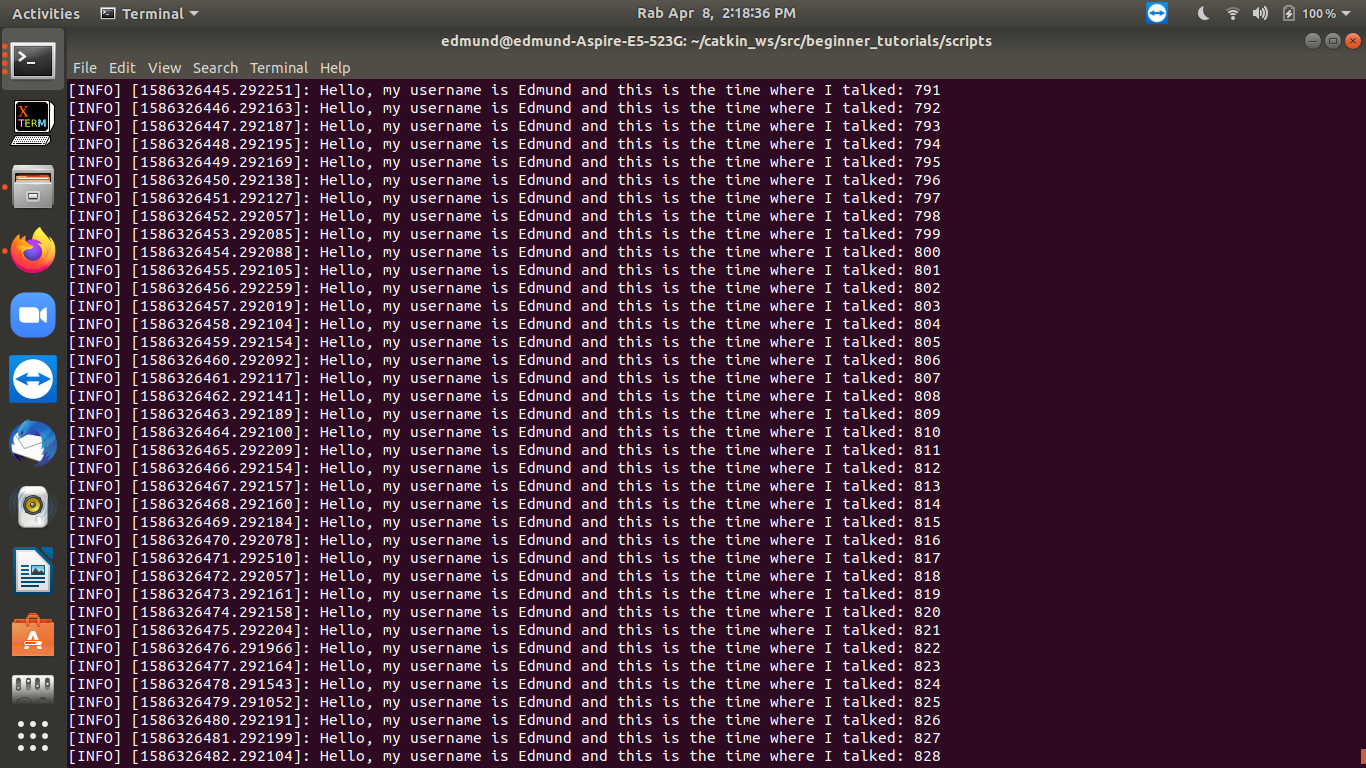 Activities Terminal Rab Apr 8, 2:18:36 PM 100 %
edmund@edmund-Aspire-E5-523G: ~/catkin_ws/src/beginner_tutorials/scripts
File Edit View Search Terminal Help
[INFO] [1586326445.292251]: Hello, my username is Edmund and this is the time where I talked: 791
[INFO] [1586326446.292163]: Hello, my username is Edmund and this is the time where I talked: 792
[INFO] [1586326447.292187]: Hello, my username is Edmund and this is the time where I talked: 793
[INFO] [1586326448.292195]: Hello, my username is Edmund and this is the time where I talked: 794
[INFO] [1586326449.292169]: Hello, my username is Edmund and this is the time where I talked: 795
[INFO] [1586326450.292138]: Hello, my username is Edmund and this is the time where I talked: 796
[INFO] [1586326451.292127]: Hello, my username is Edmund and this is the time where I talked: 797
[INFO] [1586326452.292057]: Hello, my username is Edmund and this is the time where I talked: 798
[INFO] [1586326453.292085]: Hello, my username is Edmund and this is the time where I talked: 799
[INFO] [1586326454.292088]: Hello, my username is Edmund and this is the time where I talked: 800
[INFO] [1586326455.292105]: Hello, my username is Edmund and this is the time where I talked: 801
[INFO] [1586326456.292259]: Hello, my username is Edmund and this is the time where I talked: 802
[INFO] [1586326457.292019]: Hello, my username is Edmund and this is the time where I talked: 803
[INFO] [1586326458.292104]: Hello, my username is Edmund and this is the time where I talked: 804
[INFO] [1586326459.292154]: Hello, my username is Edmund and this is the time where I talked: 805
[INFO] [1586326460.292092]: Hello, my username is Edmund and this is the time where I talked: 806
[INFO] [1586326461.292117]: Hello, my username is Edmund and this is the time where I talked: 807
[INFO] [1586326462.292141]: Hello, my username is Edmund and this is the time where I talked: 808
[INFO] [1586326463.292189]: Hello, my username is Edmund and this is the time where I talked: 809
[INFO] [1586326464.292100]: Hello, my username is Edmund and this is the time where I talked: 810
[INFO] [1586326465.292209]: Hello, my username is Edmund and this is the time where I talked: 811
[INFO] [1586326466.292154]: Hello, my username is Edmund and this is the time where I talked: 812
[INFO] [1586326467.292157]: Hello, my username is Edmund and this is the time where I talked: 813
[INFO] [1586326468.292160]: Hello, my username is Edmund and this is the time where I talked: 814
[INFO] [1586326469.292184]: Hello, my username is Edmund and this is the time where I talked: 815
[INFO] [1586326470.292078]: Hello, my username is Edmund and this is the time where I talked: 816
[INFO] [1586326471.292510]: Hello, my username is Edmund and this is the time where I talked: 817
[INFO] [1586326472.292057]: Hello, my username is Edmund and this is the time where I talked: 818
[INFO] [1586326473.292161]: Hello, my username is Edmund and this is the time where I talked: 819
[INFO] [1586326474.292158]: Hello, my username is Edmund and this is the time where I talked: 820
[INFO] [1586326475.292204]: Hello, my username is Edmund and this is the time where I talked: 821
[INFO] [1586326476.291966]: Hello, my username is Edmund and this is the time where I talked: 822
[INFO] [1586326477.292164]: Hello, my username is Edmund and this is the time where I talked: 823
[INFO] [1586326478.291543]: Hello, my username is Edmund and this is the time where I talked: 824
[INFO] [1586326479.291052]: Hello, my username is Edmund and this is the time where I talked: 825
[INFO] [1586326480.292191]: Hello, my username is Edmund and this is the time where I talked: 826
[INFO] [1586326481.292199]: Hello, my username is Edmund and this is the time where I talked: 827
[INFO] [1586326482.292104]: Hello, my username is Edmund and this is the time where I talked: 828
X
TERM